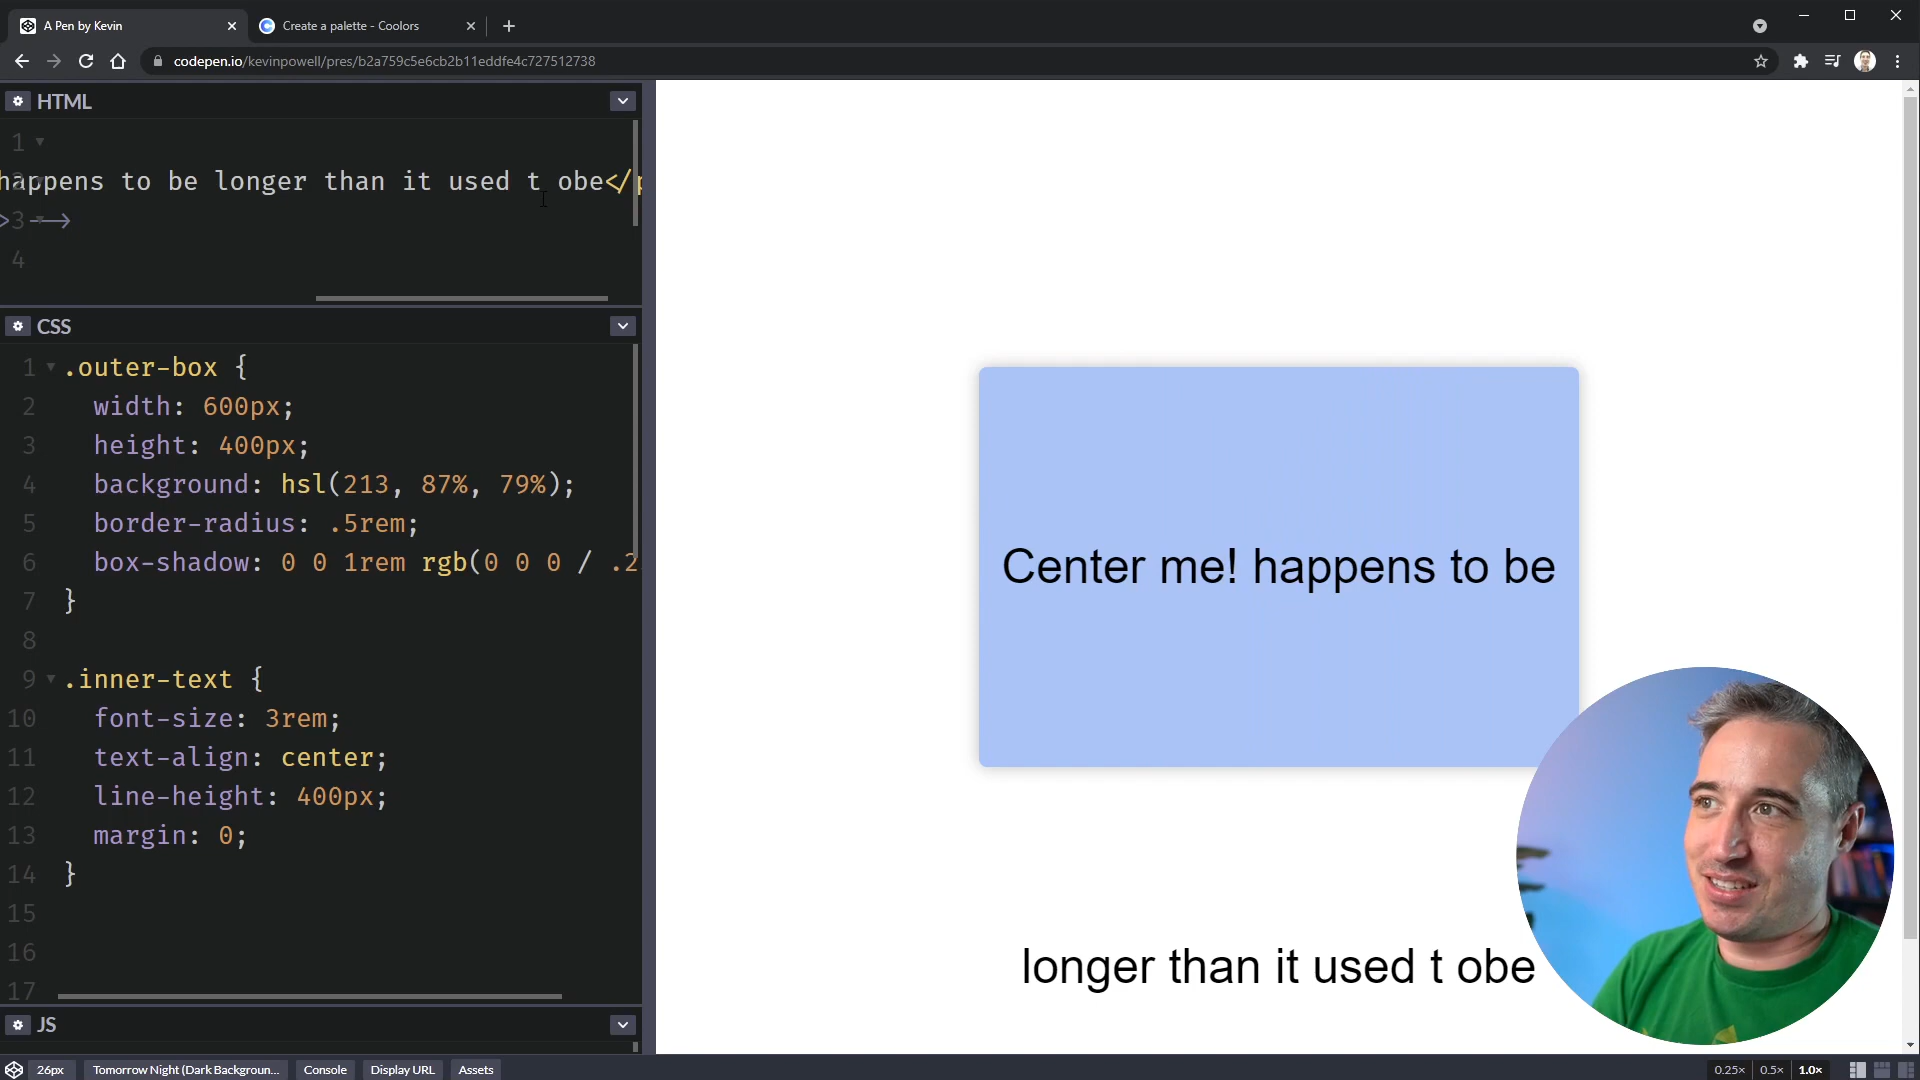 A Pen by Kevin
Create a palette - Coolors
codepen.io/kevinpowell/pres/b2a759c5e6cb2b11eddfe4c727512738
HTML
1
2 happens to be longer than it used t obe</p
3 > -->
4
CSS
1 .outer-box {
2 width: 600px;
3 height: 400px;
4 background: hsl(213, 87%, 79%);
5 border-radius: .5rem;
6 box-shadow: 0 0 1rem rgb(0 0 0 / .2
7 }
8
9 .inner-text {
10 font-size: 3rem;
11 text-align: center;
12 line-height: 400px;
13 margin: 0;
14 }
15
16
17
JS
Center me! happens to be
longer than it used t obe
26px Tomorrow Night (Dark Backgroun... Console Display URL Assets 0.25× 0.5× 1.0×